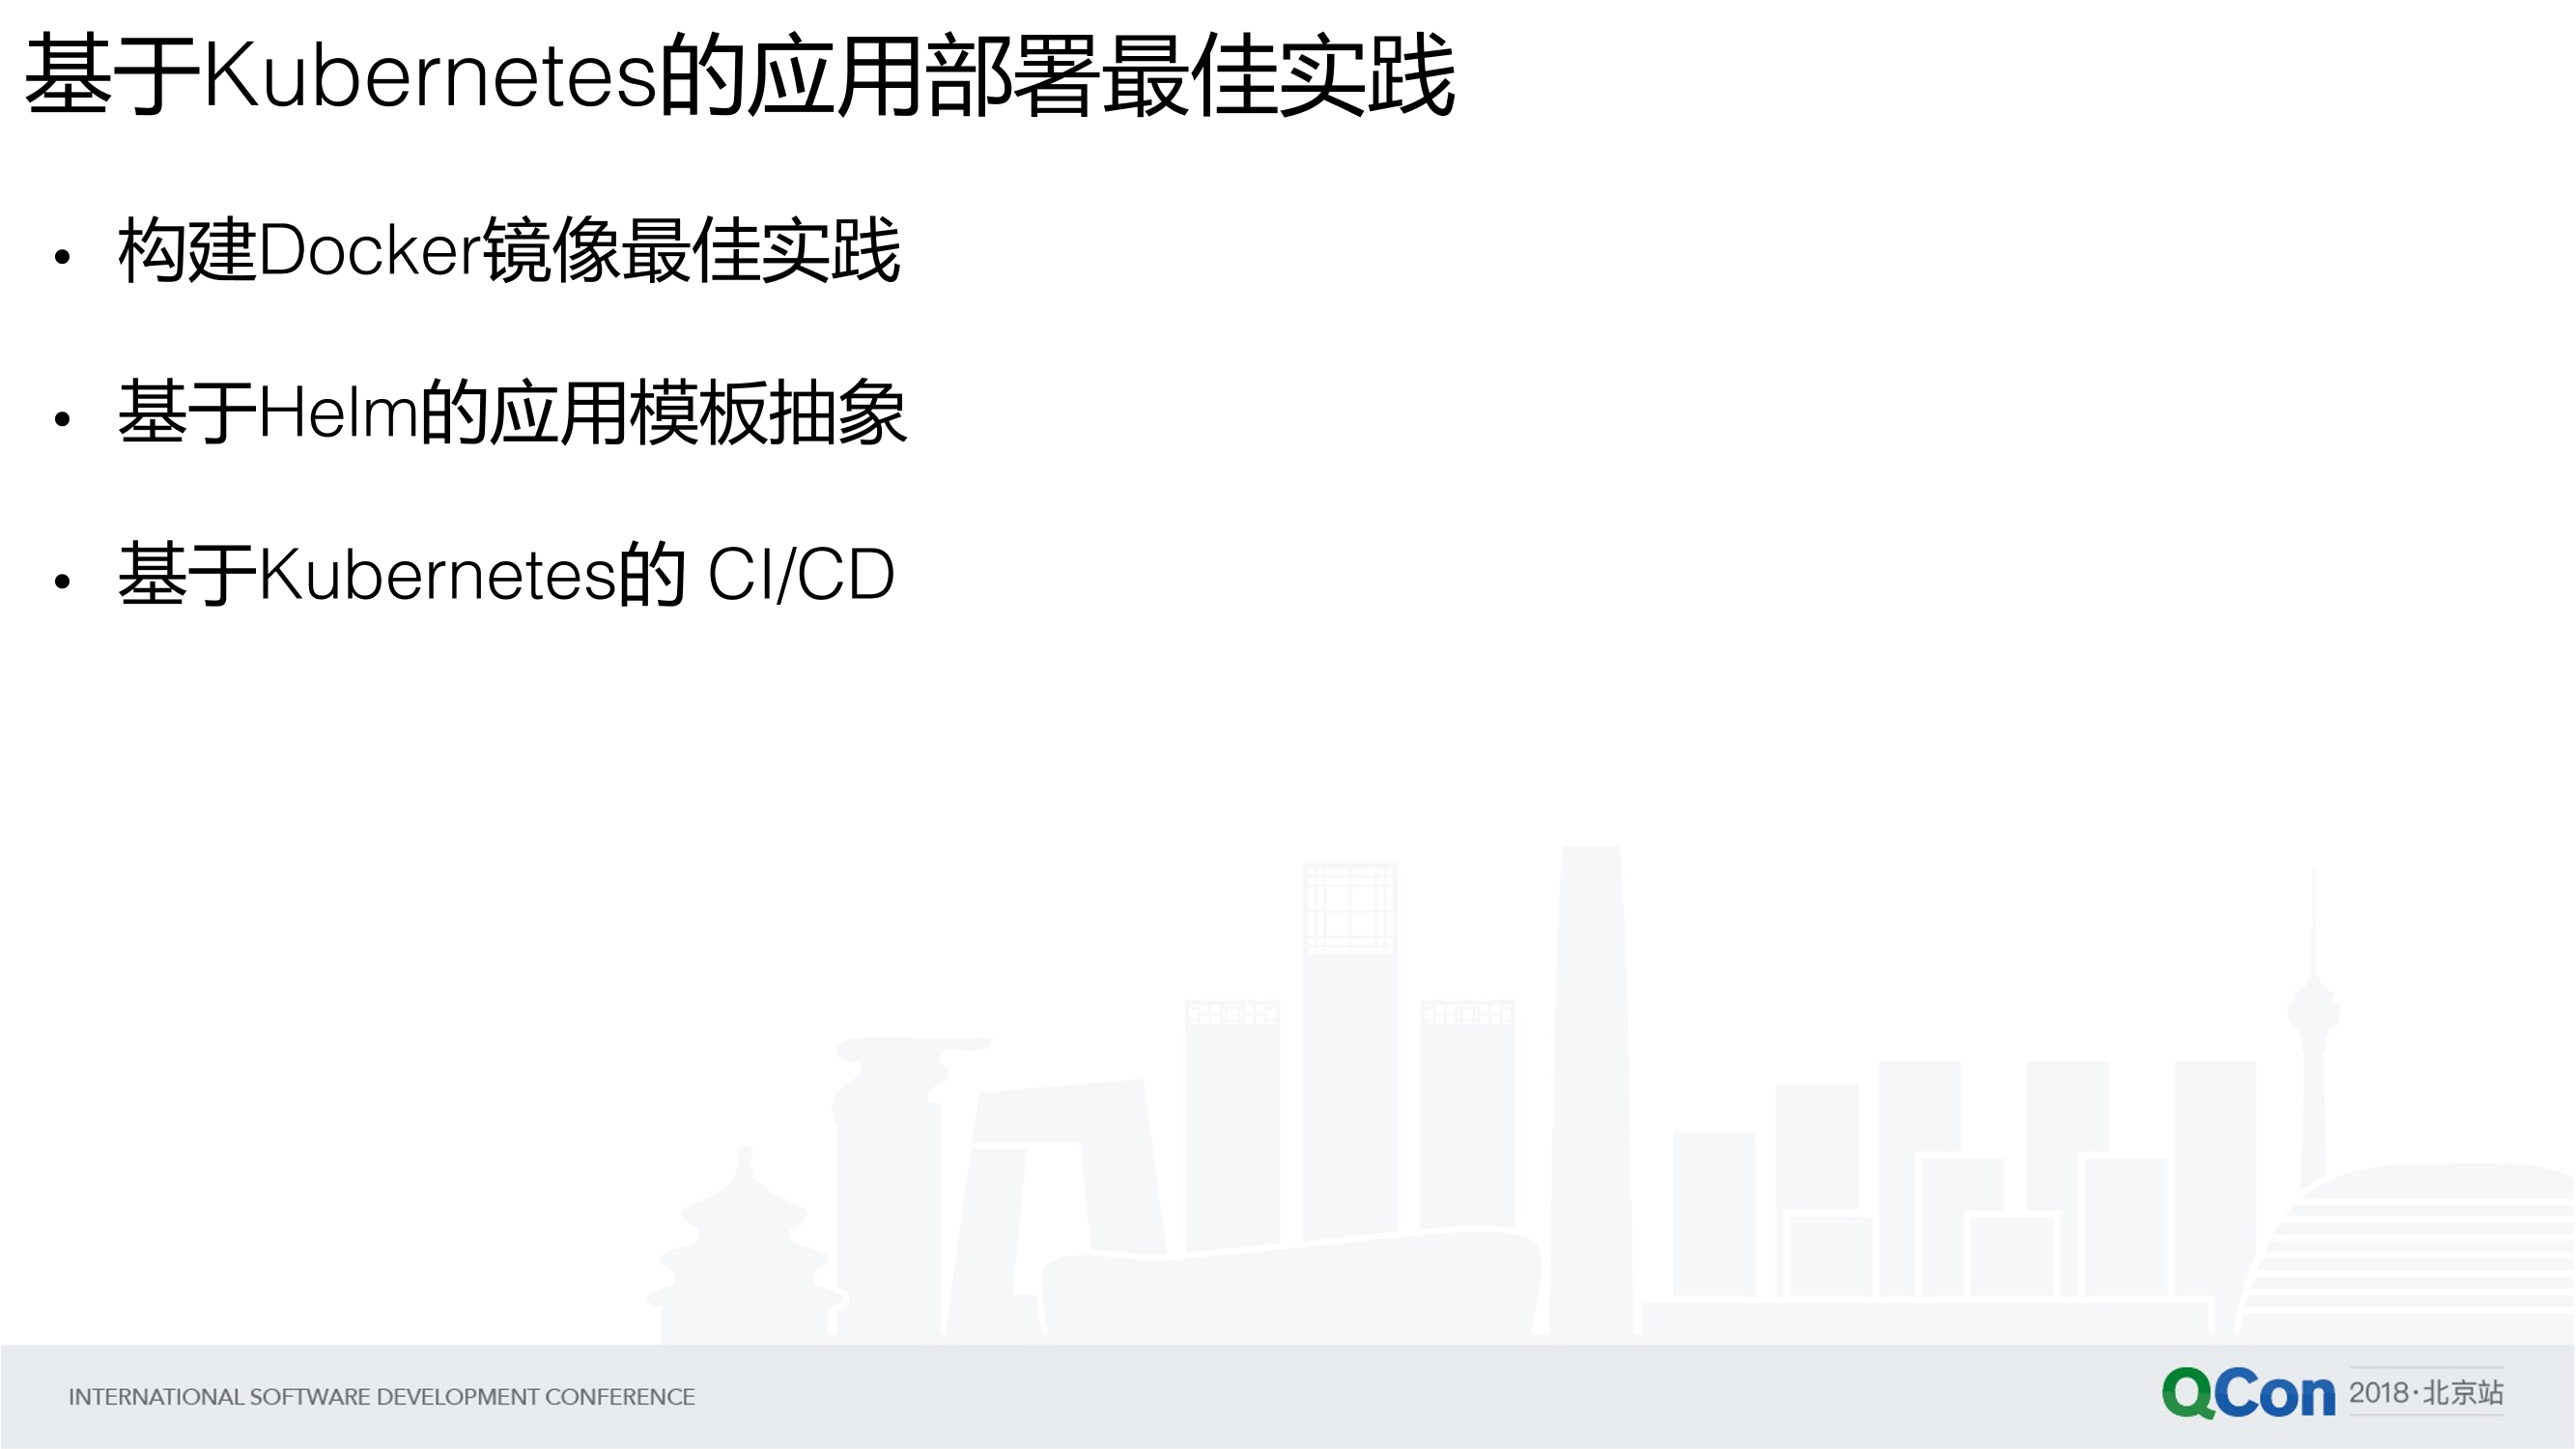 基于Kubernetes的应用部署最佳实践
• 构建Docker镜像最佳实践
• 基于Helm的应用模板抽象
• 基于Kubernetes的 CI/CD
INTERNATIONAL SOFTWARE DEVELOPMENT CONFERENCE
QCon 2018·北京站